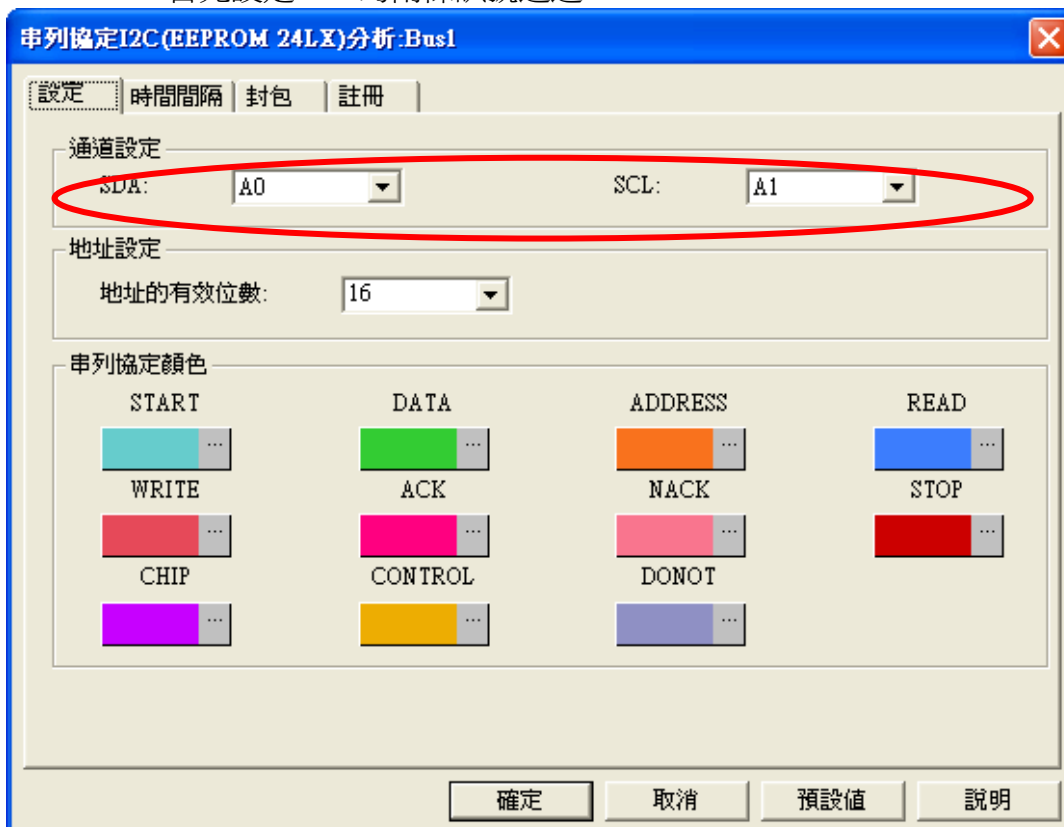 串列協定I2C(EEPROM 24LX)分析:Bus1
設定 時間間隔 封包 註冊
通道設定
SDA: A0 SCL: A1
地址設定
地址的有效位數: 16
串列協定顏色
START DATA ADDRESS READ
... ... ... ...
WRITE ACK NACK STOP
... ... ... ...
CHIP CONTROL DONOT
... ... ...
確定 取消 預設值 說明